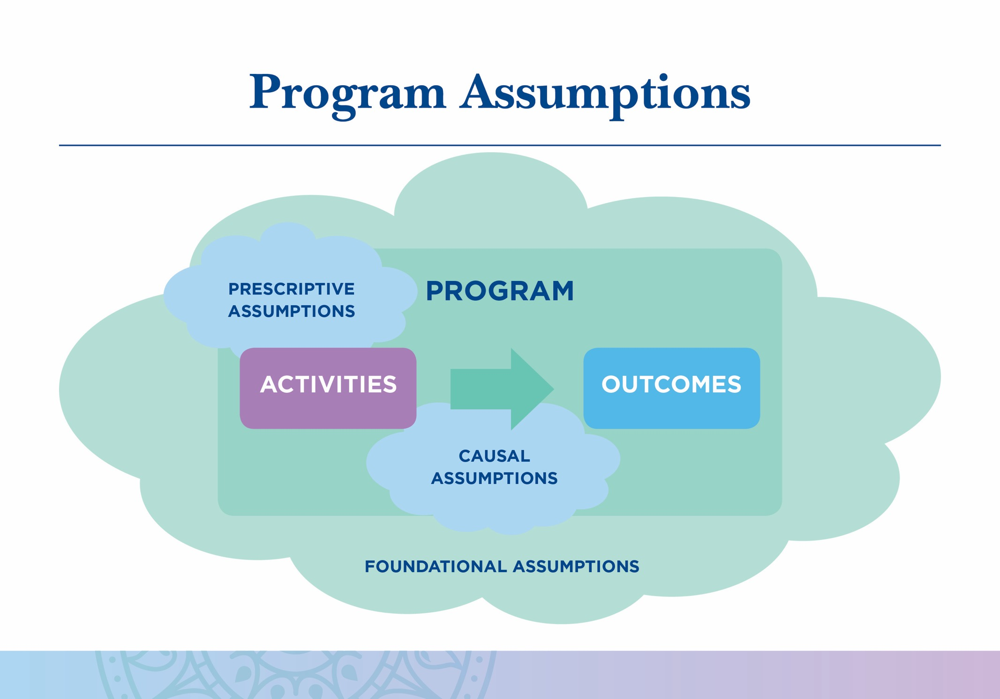 Program Assumptions
PRESCRIPTIVE
ASSUMPTIONS
PROGRAM
ACTIVITIES
OUTCOMES
CAUSAL
ASSUMPTIONS
FOUNDATIONAL ASSUMPTIONS